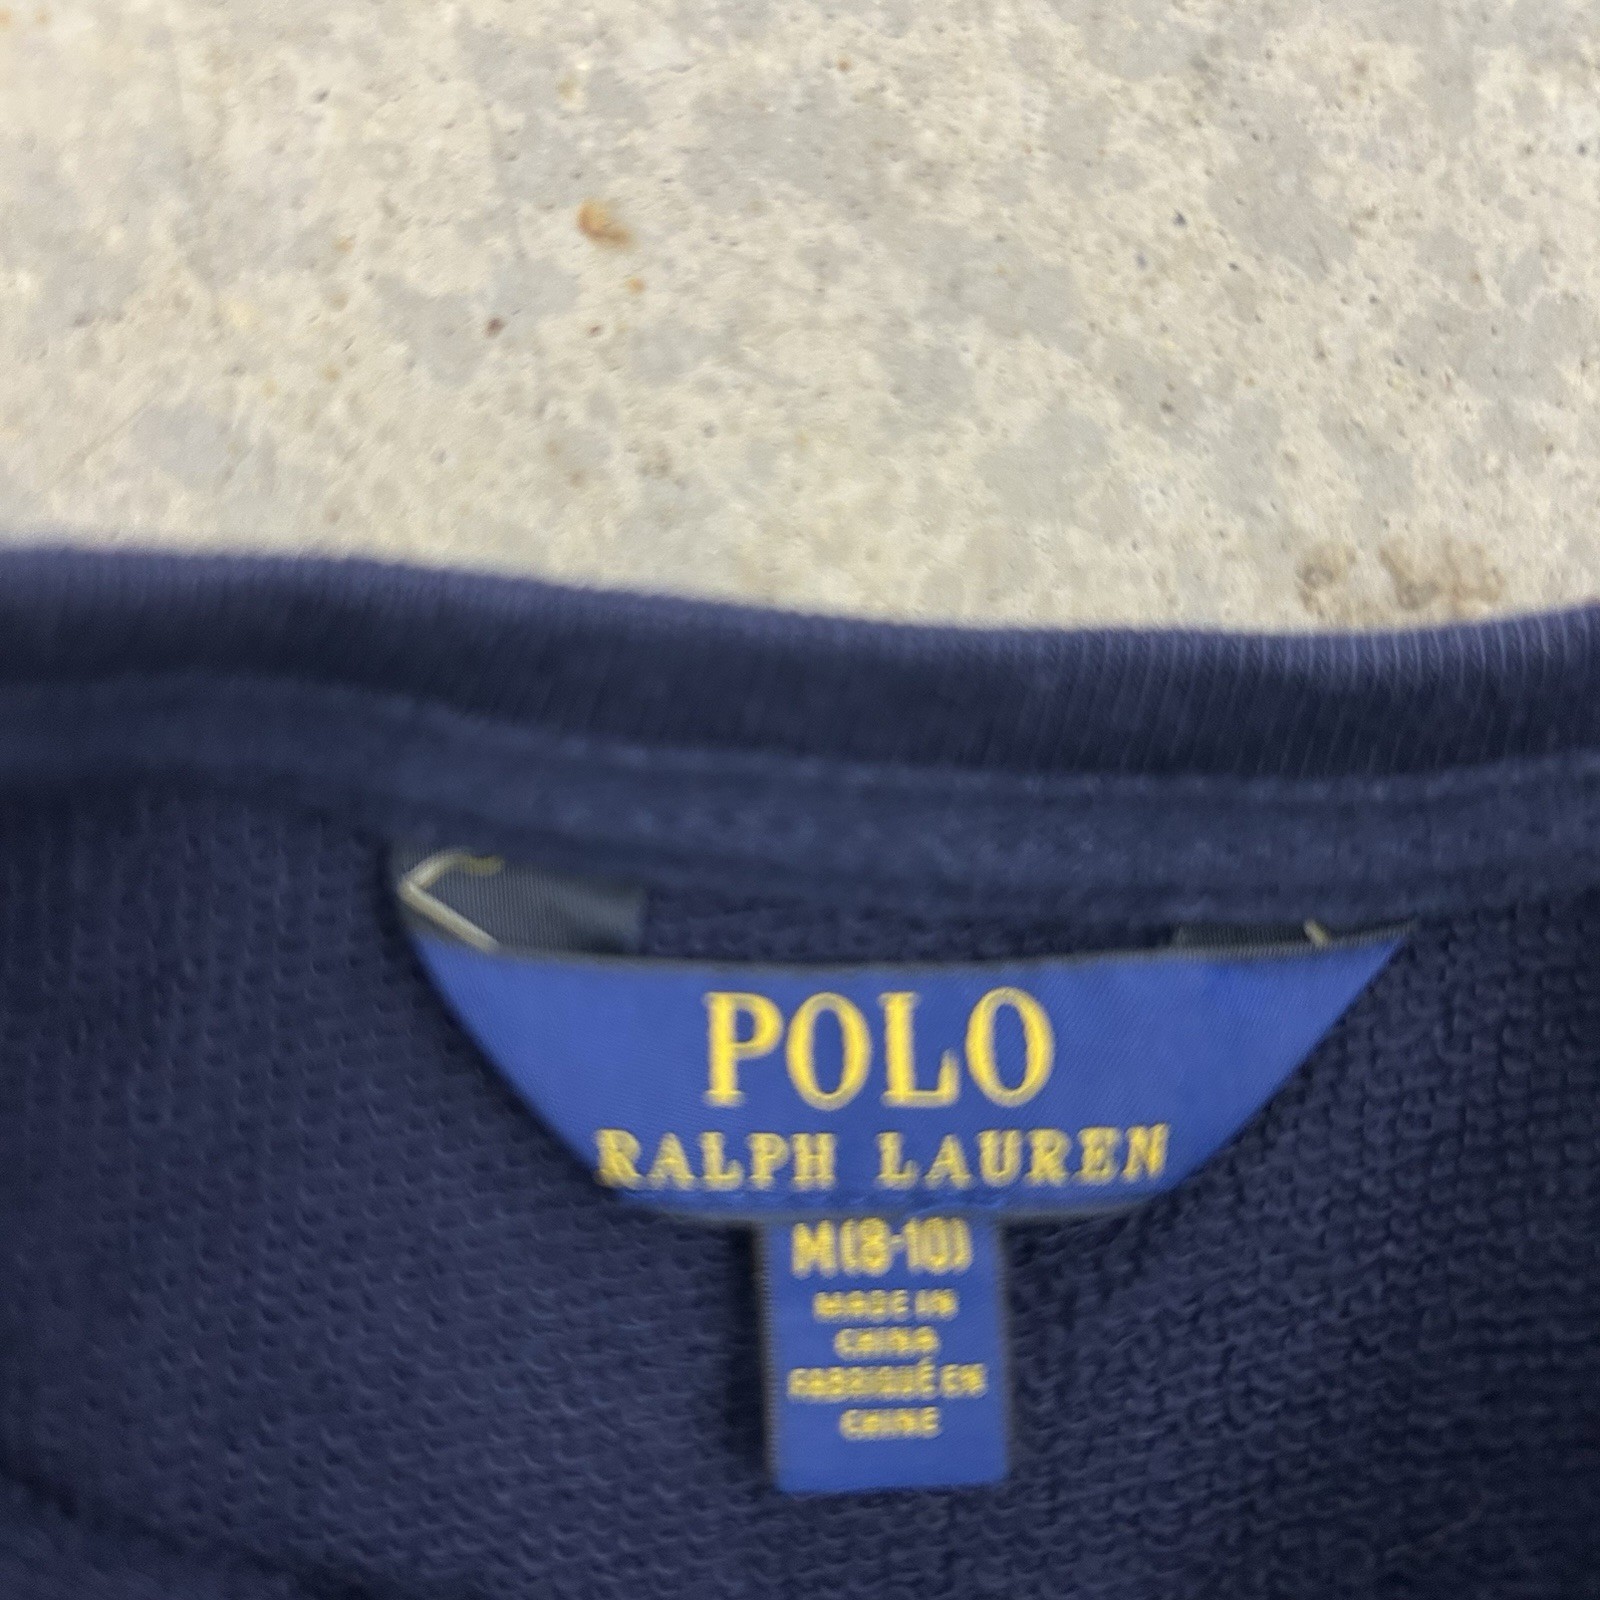 POLO
RALPH LAUREN
M(8-10)
MADE IN
CHINA
FABRIQUÉ EN
CHINE